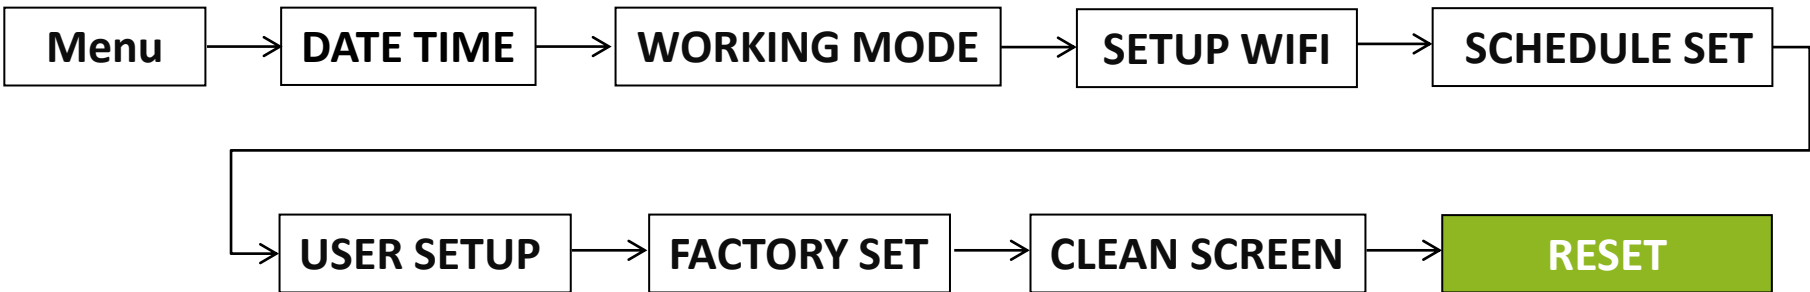 Menu
DATE TIME
WORKING MODE
SETUP WIFI
SCHEDULE SET
USER SETUP
FACTORY SET
CLEAN SCREEN
RESET